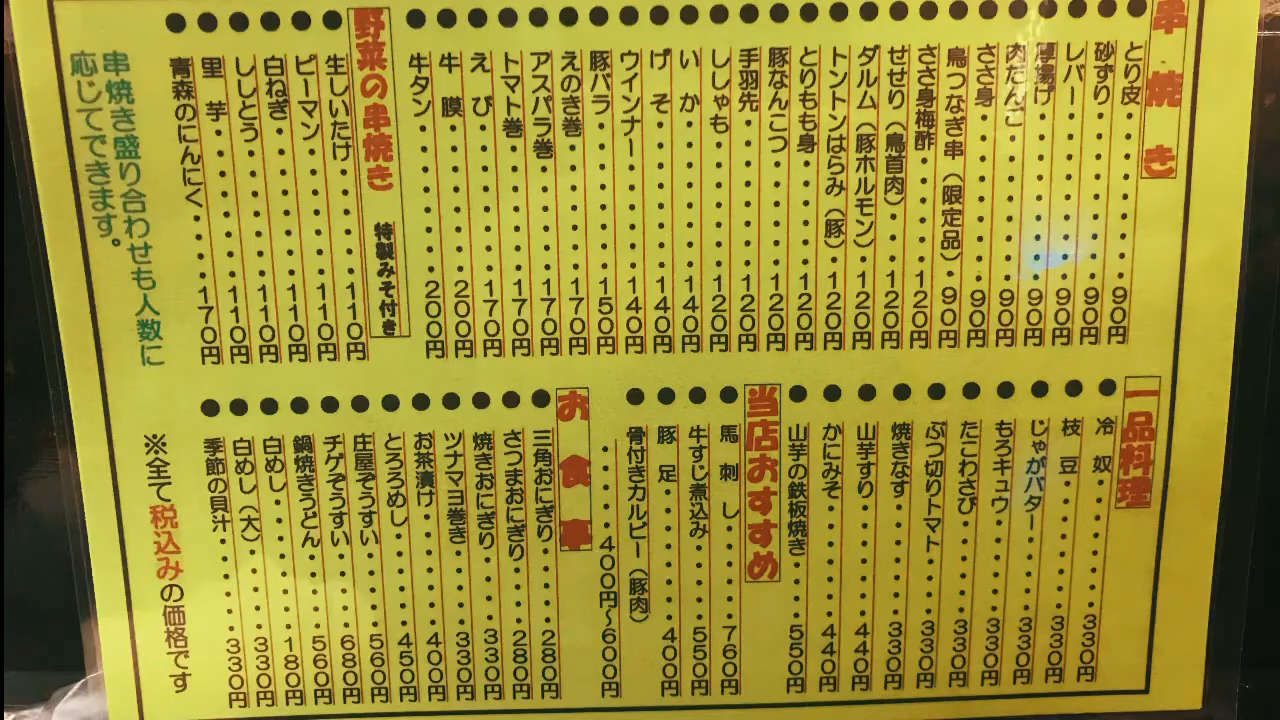 串焼き
●とり皮・・・・・・・90円
●砂ずり・・・・・・・90円
●レバー・・・・・・・90円
●厚揚げ・・・・・・・90円
●肉だんご・・・・・・90円
●ささ身・・・・・・・90円
●鳥つなぎ串（限定品）・90円
●ささ身梅酢・・・・・120円
●せせり（鳥首肉）・・・120円
●ダルム（豚ホルモン）・120円
●トントンはらみ（豚）・120円
●とりもも身・・・・・120円
●豚なんこつ・・・・・120円
●手羽先・・・・・・・120円
●ししゃも・・・・・・120円
●いか・・・・・・・・140円
●げそ・・・・・・・・140円
●ウインナー・・・・・140円
●豚バラ・・・・・・・150円
●えのき巻・・・・・・170円
●アスパラ巻・・・・・170円
●トマト巻・・・・・・170円
●えび・・・・・・・・170円
●牛膜・・・・・・・・200円
●牛タン・・・・・・・200円
野菜の串焼き 特製みそ付き
●生しいたけ・・・・・110円
●ピーマン・・・・・・110円
●白ねぎ・・・・・・・110円
●ししとう・・・・・・110円
●里芋・・・・・・・・110円
●青森のにんにく・・・170円
串焼き盛り合わせも人数に
応じてできます。
一品料理
●冷奴・・・・・・・・330円
●枝豆・・・・・・・・330円
●じゃがバター・・・・330円
●もろキュウ・・・・・330円
●たこわさび・・・・・330円
●ぶつ切りトマト・・・330円
●焼きなす・・・・・・330円
●山芋すり・・・・・・440円
●かにみそ・・・・・・440円
●山芋の鉄板焼き・・・550円
当店おすすめ
●馬刺し・・・・・・・760円
●牛すじ煮込み・・・・550円
●豚足・・・・・・・・400円
●骨付きカルビー（豚肉）
・・・・・400円〜600円
お食事
●三角おにぎり・・・・280円
●さつまおにぎり・・・280円
●焼きおにぎり・・・・330円
●ツナマヨ巻き・・・・330円
●お茶漬け・・・・・・400円
●とろろめし・・・・・450円
●庄屋ぞうすい・・・・560円
●チゲぞうすい・・・・680円
●鍋焼きうどん・・・・560円
●白めし・・・・・・・180円
●白めし（大）・・・・・330円
●季節の貝汁・・・・・330円
※全て税込みの価格です